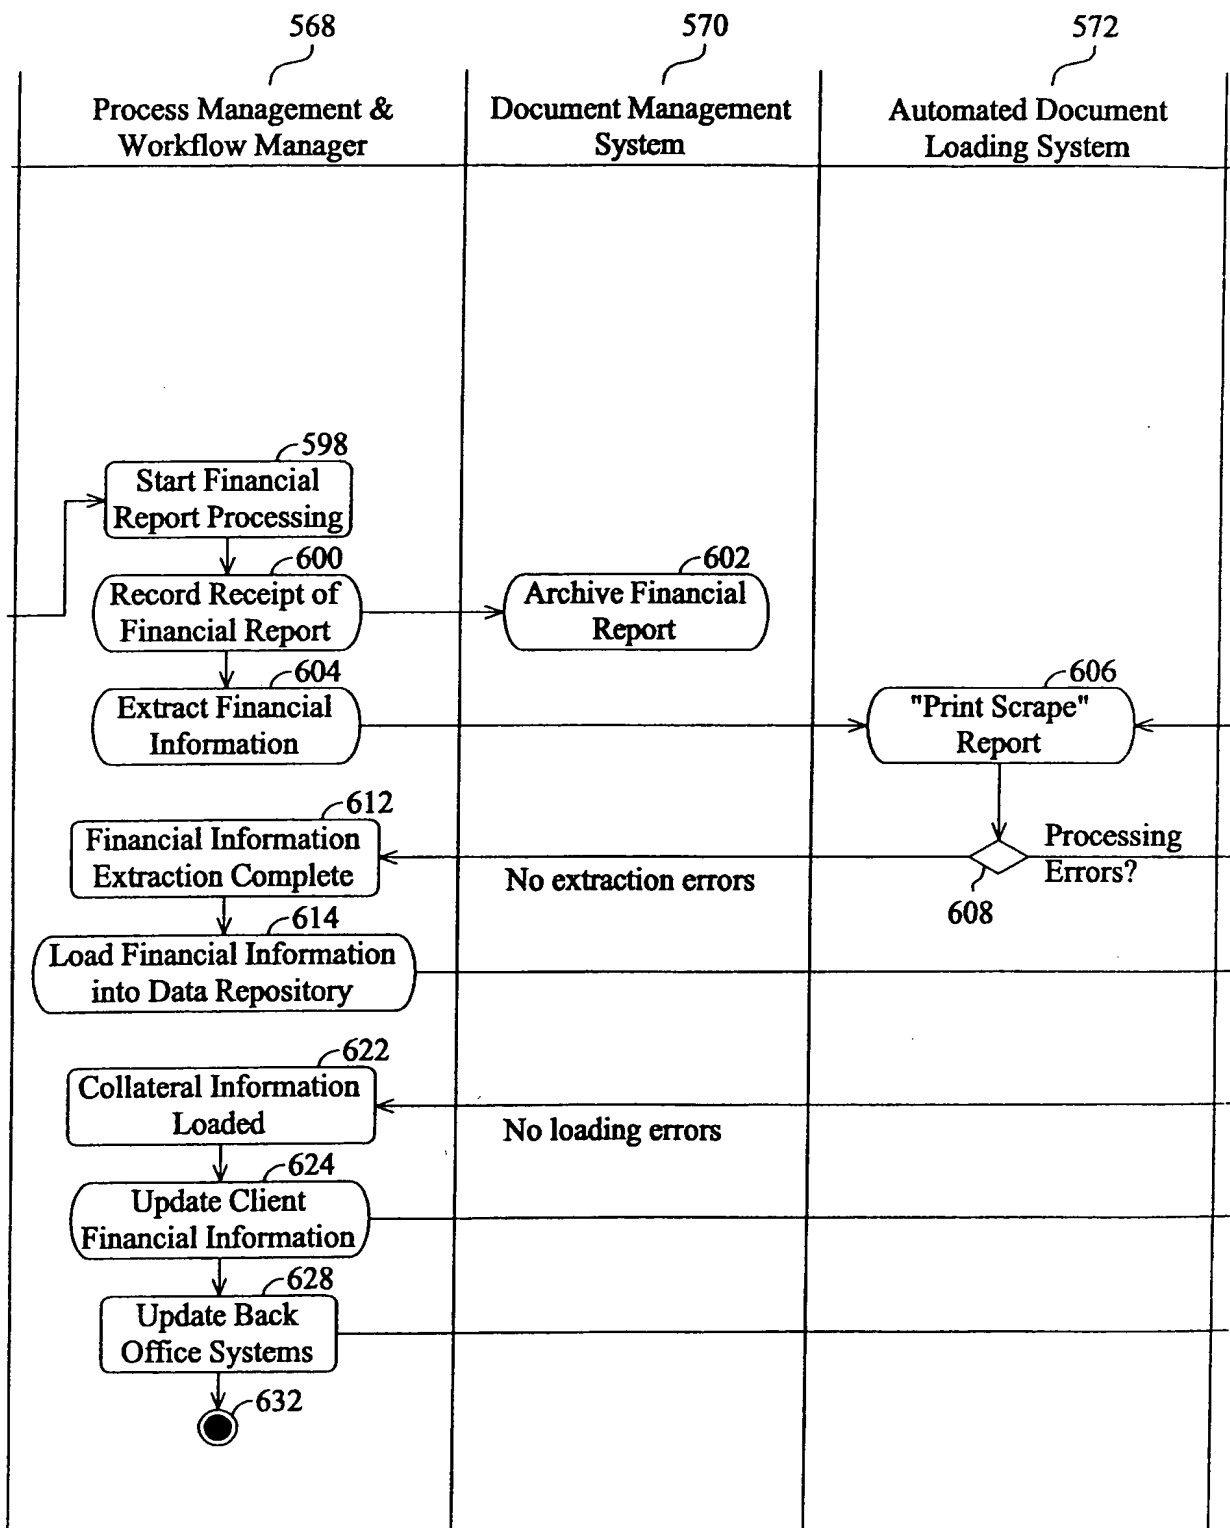 568
570
572
Process Management &
Workflow Manager
Document Management
System
Automated Document
Loading System
598
Start Financial
Report Processing
600
Record Receipt of
Financial Report
602
Archive Financial
Report
604
Extract Financial
Information
606
"Print Scrape"
Report
612
Financial Information
Extraction Complete
No extraction errors
Processing
Errors?
608
614
Load Financial Information
into Data Repository
622
Collateral Information
Loaded
No loading errors
624
Update Client
Financial Information
628
Update Back
Office Systems
632